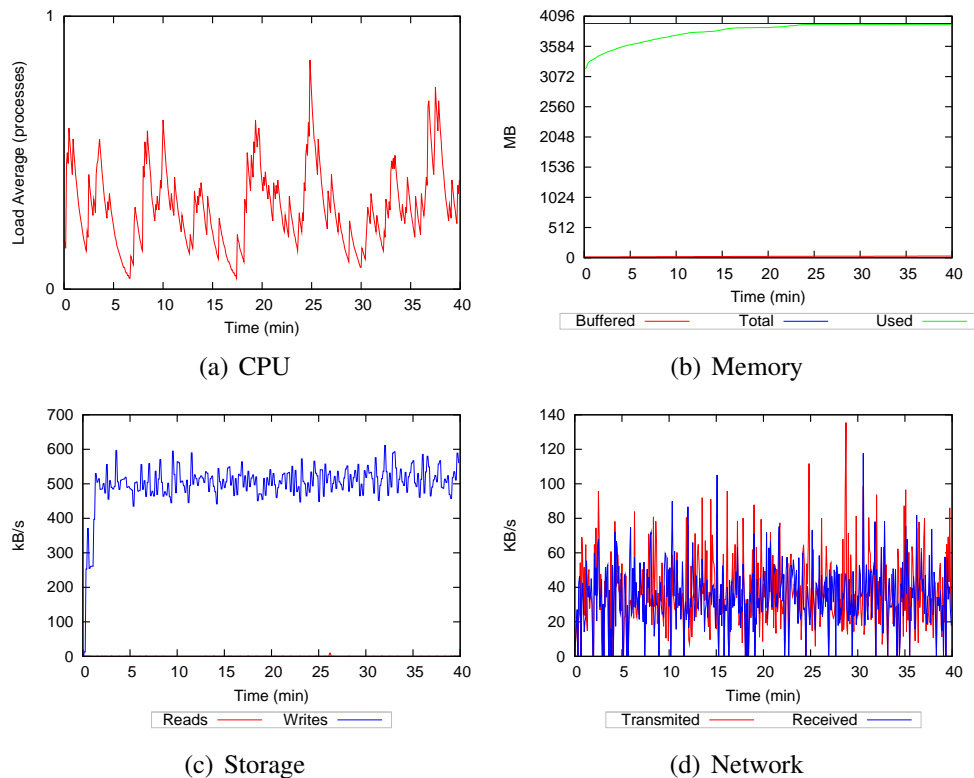 1
0
Load Average (processes)
0 5 10 15 20 25 30 35 40
Time (min)
(a) CPU
4096
3584
3072
2560
2048
1536
1024
512
0
MB
0 5 10 15 20 25 30 35 40
Time (min)
Buffered Total Used
(b) Memory
700
600
500
400
300
200
100
0
kB/s
0 5 10 15 20 25 30 35 40
Time (min)
Reads Writes
(c) Storage
140
120
100
80
60
40
20
0
KB/s
0 5 10 15 20 25 30 35 40
Time (min)
Transmited Received
(d) Network